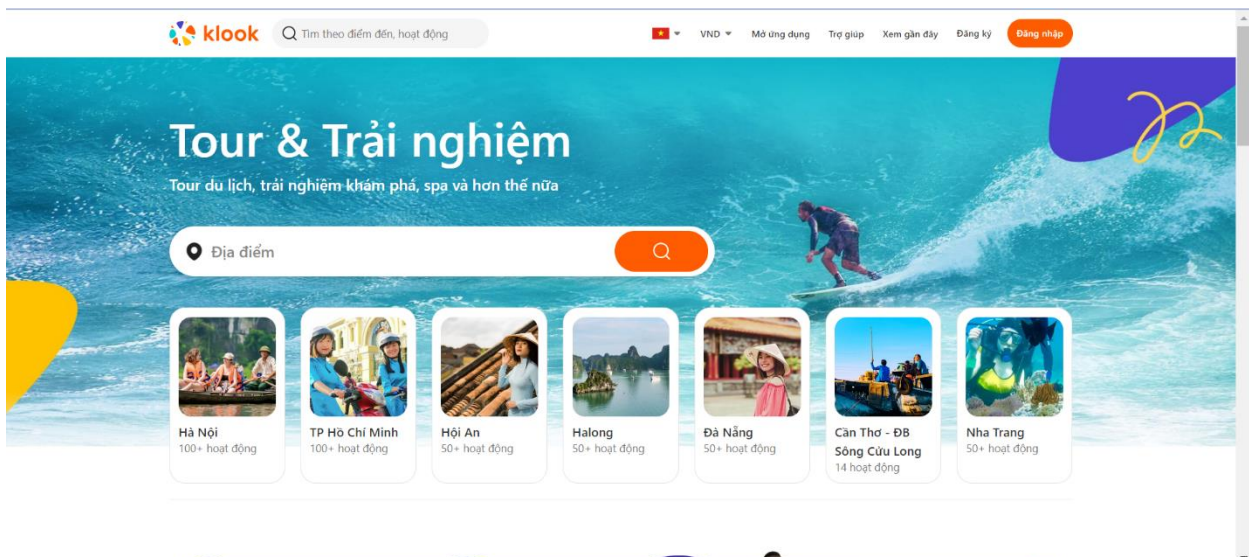 klook
Tìm theo điểm đến, hoạt động
VND
Mở ứng dụng
Trợ giúp
Xem gần đây
Đăng ký
Đăng nhập
Tour & Trải nghiệm
Tour du lịch, trải nghiệm khám phá, spa và hơn thế nữa
Địa điểm
Hà Nội
100+ hoạt động
TP Hồ Chí Minh
100+ hoạt động
Hội An
50+ hoạt động
Halong
50+ hoạt động
Đà Nẵng
50+ hoạt động
Cần Thơ - ĐB
Sông Cửu Long
14 hoạt động
Nha Trang
50+ hoạt động